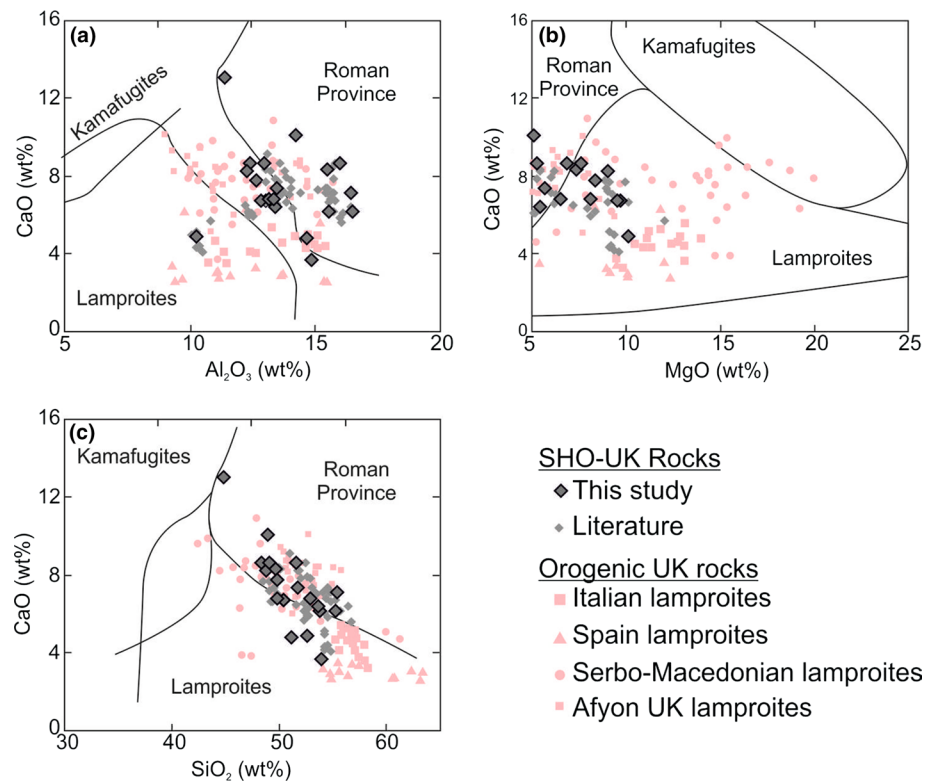 (a)
Kamafugites
Roman
Province
Lamproites
CaO (wt%)
16
12
8
4
0
5
10
15
20
Al₂O₃ (wt%)
(b)
Kamafugites
Roman
Province
Lamproites
CaO (wt%)
16
12
8
4
0
5
10
15
20
25
MgO (wt%)
(c)
Kamafugites
Roman
Province
Lamproites
CaO (wt%)
16
12
8
4
0
30
40
50
60
SiO₂ (wt%)
SHO-UK Rocks
This study
Literature
Orogenic UK rocks
Italian lamproites
Spain lamproites
Serbo-Macedonian lamproites
Afyon UK lamproites